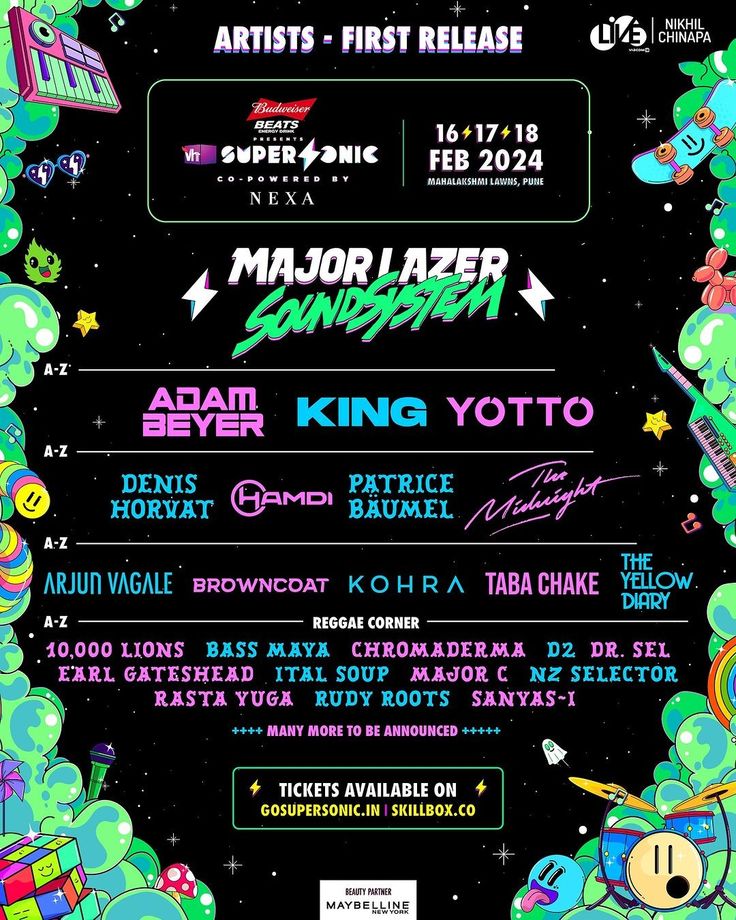 ARTISTS - FIRST RELEASE
LIVE
VIACOM18
NIKHIL
CHINAPA
Budweiser
BEATS
ENERGY DRINK
PRESENTS
VH1 SUPERSONIC
CO-POWERED BY
NEXA
16 17 18
FEB 2024
MAHALAKSHMI LAWNS, PUNE
MAJOR LAZER
SOUNDSYSTEM
A-Z
ADAM
BEYER
KING
YOTTO
A-Z
DENIS
HORVAT
HAMDI
PATRICE
BÄUMEL
The
Midnight
A-Z
ARJUN VAGALE
BROWNCOAT
KOHRA
TABA CHAKE
THE
YELLOW
DIARY
A-Z
REGGAE CORNER
10,000 LIONS BASS MAYA CHROMADERMA D2 DR. SEL
EARL GATESHEAD ITAL SOUP MAJOR C NZ SELECTOR
RASTA YUGA RUDY ROOTS SANYAS-I
++++ MANY MORE TO BE ANNOUNCED +++++
TICKETS AVAILABLE ON
GOSUPERSONIC.IN | SKILLBOX.CO
BEAUTY PARTNER
MAYBELLINE
NEW YORK